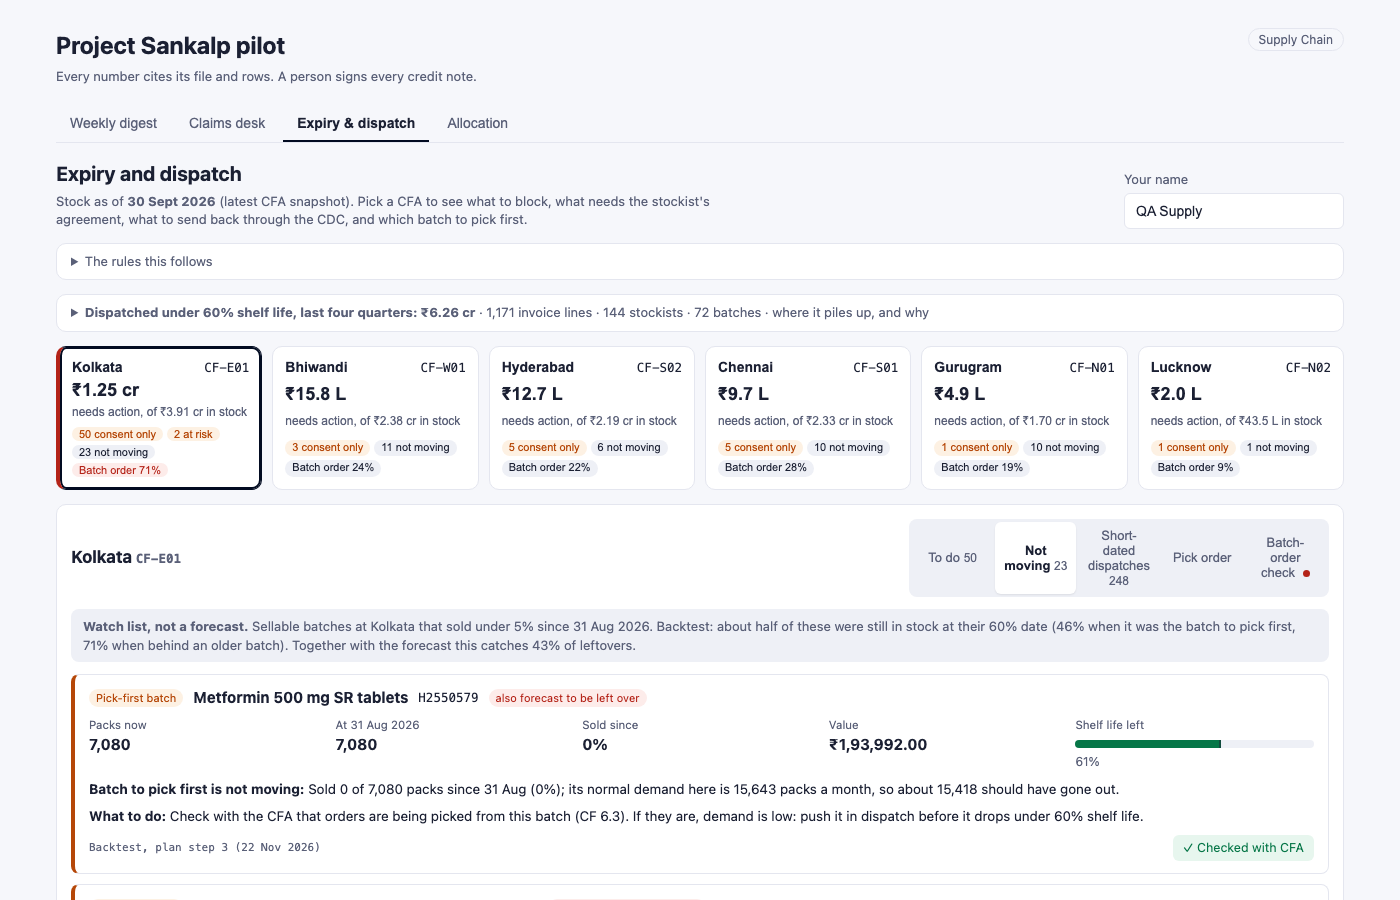 Project Sankalp pilot
Supply Chain
Every number cites its file and rows. A person signs every credit note.
Weekly digest
Claims desk
Expiry & dispatch
Allocation
Expiry and dispatch
Stock as of 30 Sept 2026 (latest CFA snapshot). Pick a CFA to see what to block, what needs the stockist's
agreement, what to send back through the CDC, and which batch to pick first.
Your name
QA Supply
▶ The rules this follows
▶ Dispatched under 60% shelf life, last four quarters: ₹6.26 cr · 1,171 invoice lines · 144 stockists · 72 batches · where it piles up, and why
Kolkata CF-E01
₹1.25 cr
needs action, of ₹3.91 cr in stock
50 consent only 2 at risk
23 not moving
Batch order 71%
Bhiwandi CF-W01
₹15.8 L
needs action, of ₹2.38 cr in stock
3 consent only 11 not moving
Batch order 24%
Hyderabad CF-S02
₹12.7 L
needs action, of ₹2.19 cr in stock
5 consent only 6 not moving
Batch order 22%
Chennai CF-S01
₹9.7 L
needs action, of ₹2.33 cr in stock
5 consent only 10 not moving
Batch order 28%
Gurugram CF-N01
₹4.9 L
needs action, of ₹1.70 cr in stock
1 consent only 10 not moving
Batch order 19%
Lucknow CF-N02
₹2.0 L
needs action, of ₹43.5 L in stock
1 consent only 1 not moving
Batch order 9%
Kolkata CF-E01
To do 50
Not
moving 23
Short-
dated
dispatches
248
Pick order
Batch-
order
check
Watch list, not a forecast. Sellable batches at Kolkata that sold under 5% since 31 Aug 2026. Backtest: about half of these were still in stock at their 60% date (46% when it was the batch to pick first,
71% when behind an older batch). Together with the forecast this catches 43% of leftovers.
Pick-first batch Metformin 500 mg SR tablets H2550579 also forecast to be left over
Packs now
7,080
At 31 Aug 2026
7,080
Sold since
0%
Value
₹1,93,992.00
Shelf life left
61%
Batch to pick first is not moving: Sold 0 of 7,080 packs since 31 Aug (0%); its normal demand here is 15,643 packs a month, so about 15,418 should have gone out.
What to do: Check with the CFA that orders are being picked from this batch (CF 6.3). If they are, demand is low: push it in dispatch before it drops under 60% shelf life.
Backtest, plan step 3 (22 Nov 2026)
✓ Checked with CFA